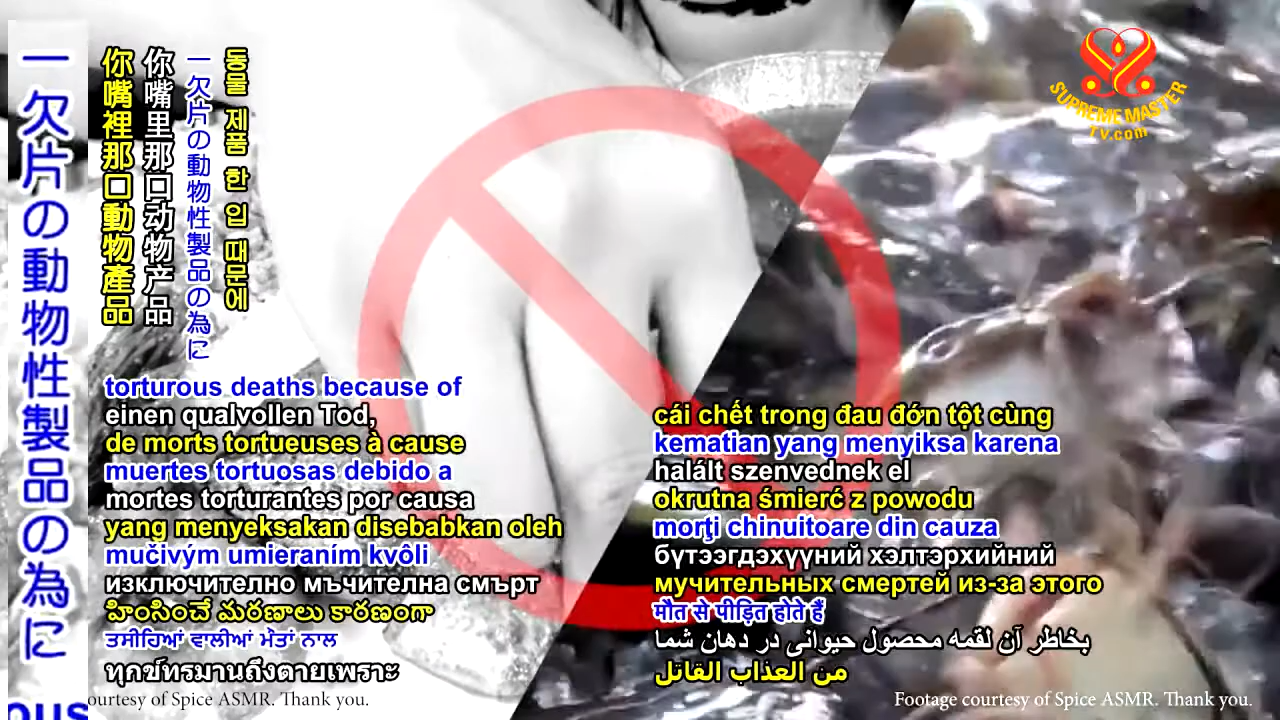 一欠片の動物性製品の為に
你嘴裡那口動物產品
你嘴里那口动物产品
一欠片の動物性製品の為に
동물 제품 한 입 때문에
SUPREME MASTER
TV.com
torturous deaths because of
einen qualvollen Tod,
de morts tortueuses à cause
muertes tortuosas debido a
mortes torturantes por causa
yang menyeksakan disebabkan oleh
mučivým umieraním kvôli
изключително мъчителна смърт
హింసించే మరణాలు కారణంగా
ਤਸੀਹਿਆਂ ਵਾਲੀਆਂ ਮੌਤਾਂ ਨਾਲ
ทุกข์ทรมานถึงตายเพราะ
cái chết trong đau đớn tột cùng
kematian yang menyiksa karena
halált szenvednek el
okrutna śmierć z powodu
morţi chinuitoare din cauza
бүтээгдэхүүний хэлтэрхийний
мучительных смертей из-за этого
मौत से पीड़ित होते हैं
بخاطر آن لقمه محصول حیوانی در دهان شما
من العذاب القاتل
ous
ourtesy of Spice ASMR. Thank you.
Footage courtesy of Spice ASMR. Thank you.